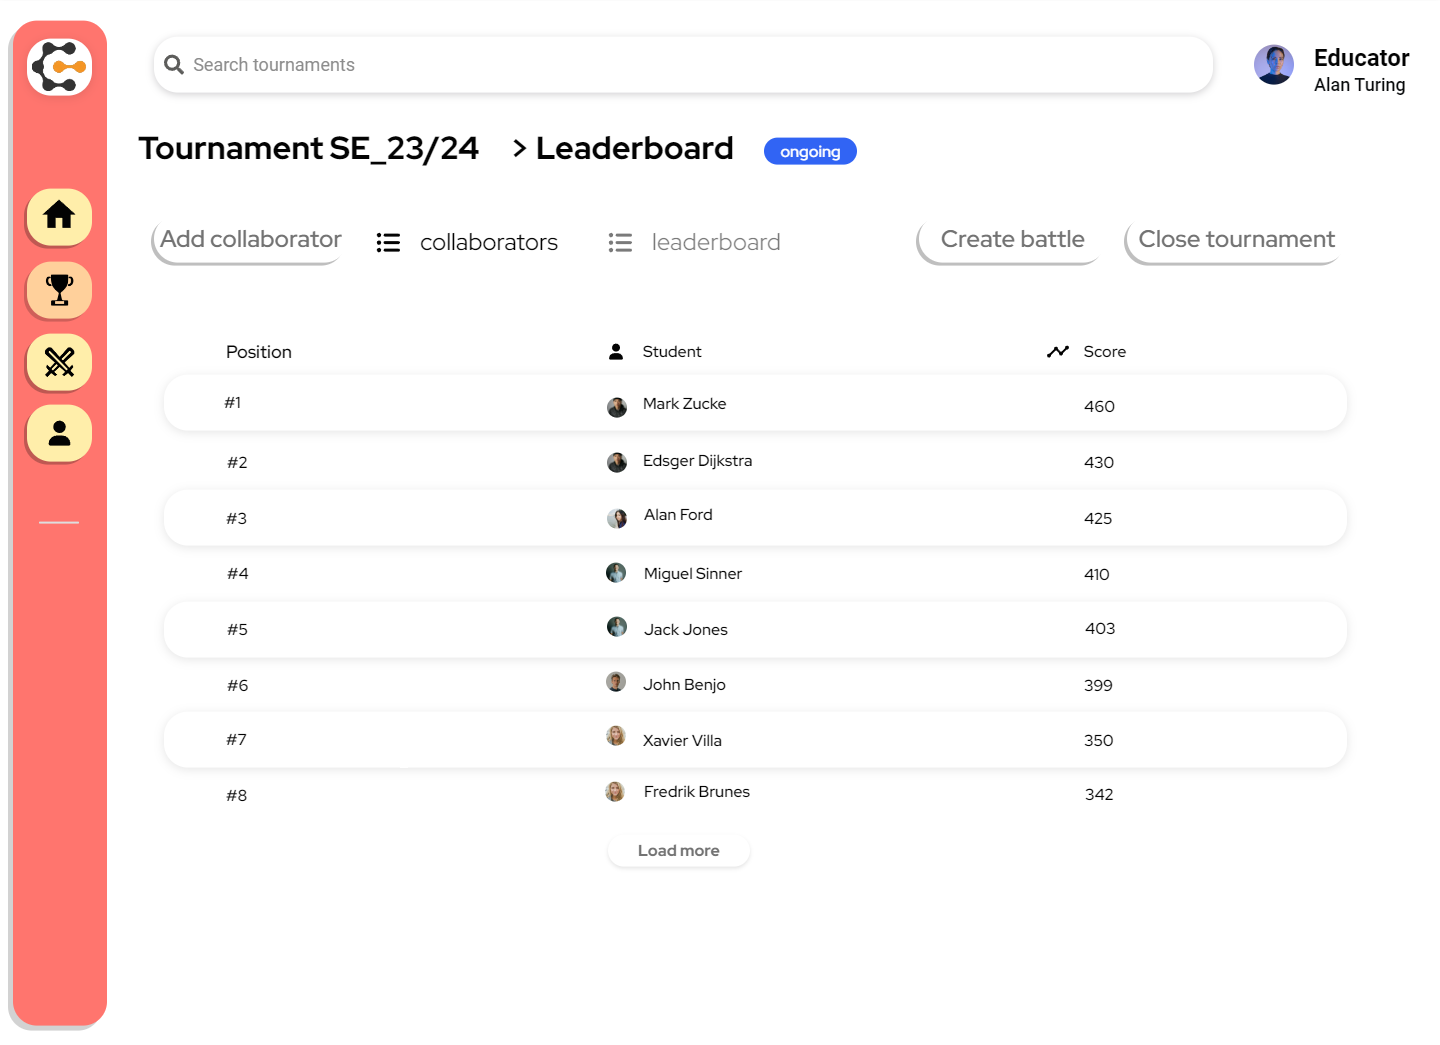 Search tournaments
Educator
Alan Turing
Tournament SE_23/24 > Leaderboard ongoing
Add collaborator collaborators leaderboard Create battle Close tournament
Position Student Score
#1 Mark Zucke 460
#2 Edsger Dijkstra 430
#3 Alan Ford 425
#4 Miguel Sinner 410
#5 Jack Jones 403
#6 John Benjo 399
#7 Xavier Villa 350
#8 Fredrik Brunes 342
Load more